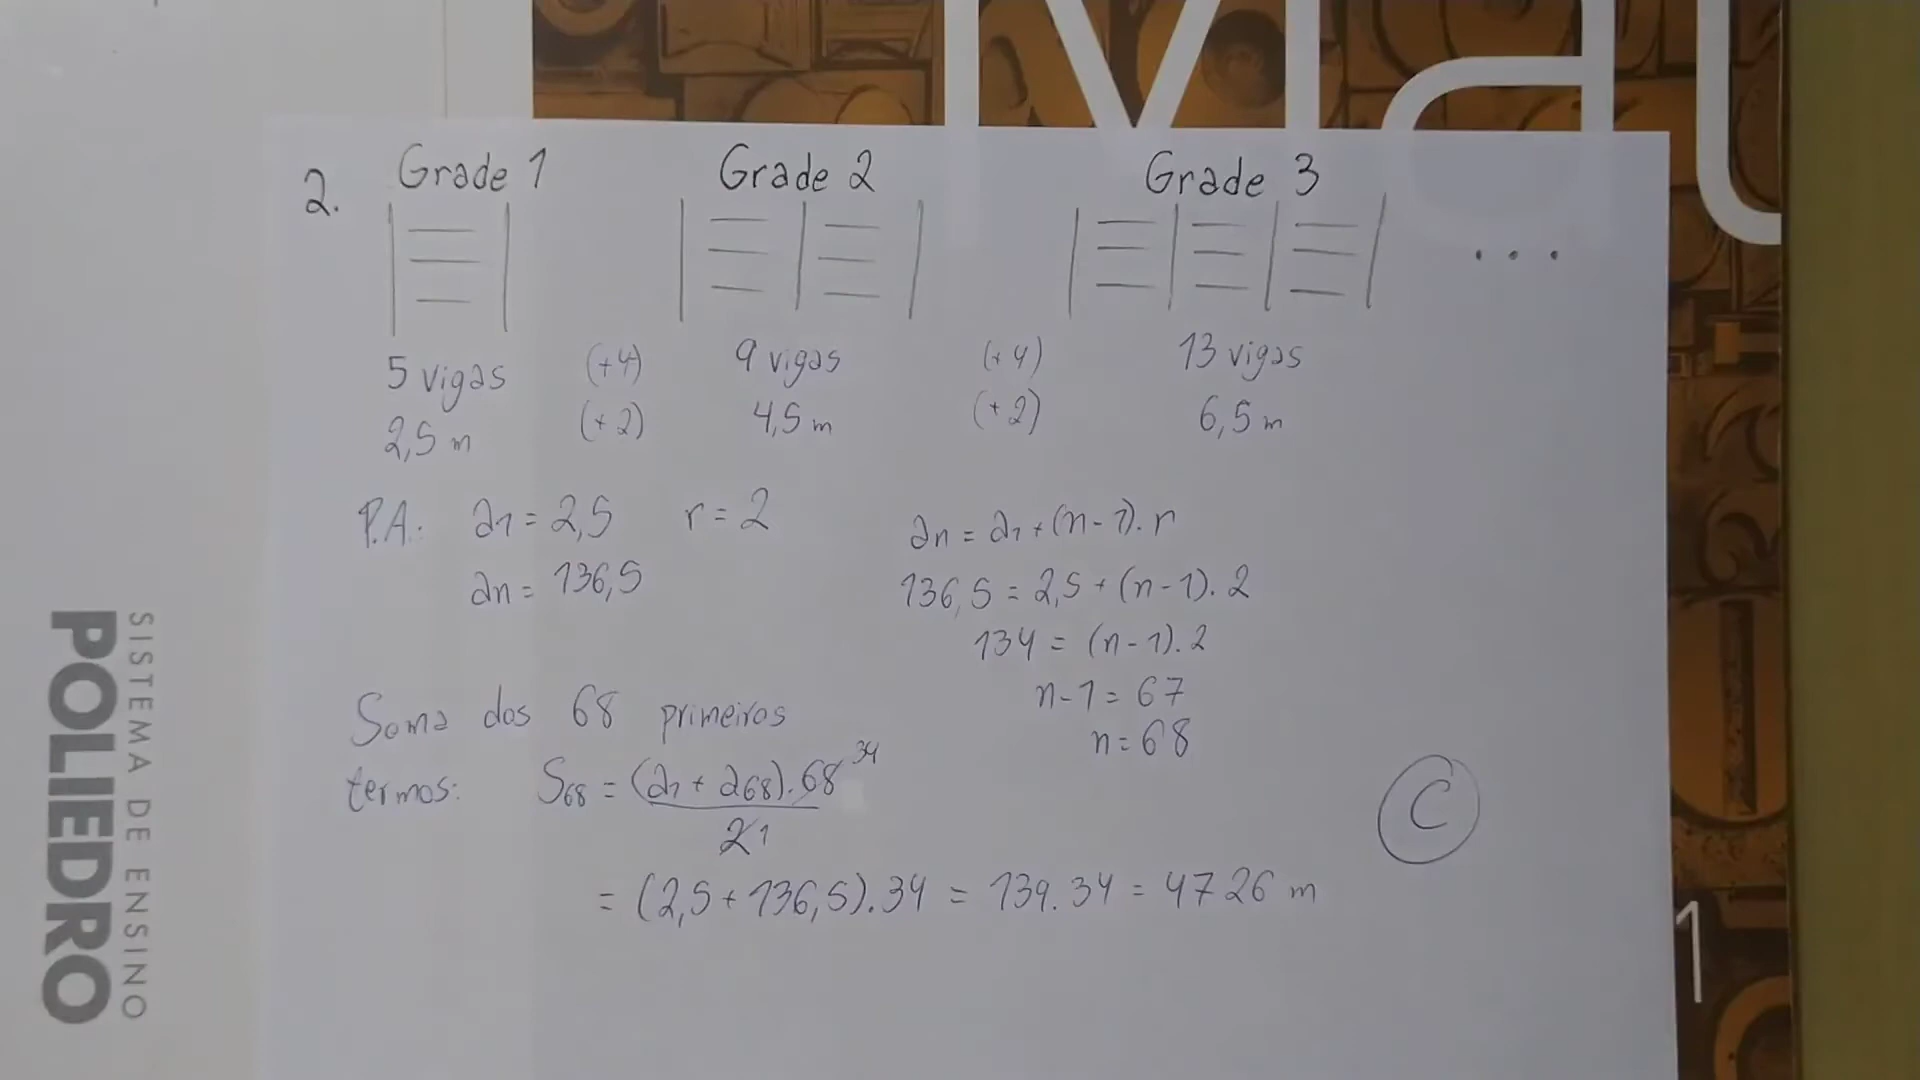 Mat
1
SISTEMA DE ENSINO
POLIEDRO
2. Grade 1 Grade 2 Grade 3
...
5 vigas (+4) 9 vigas (+4) 13 vigas
2,5 m (+2) 4,5 m (+2) 6,5 m
P.A.: a1 = 2,5 r = 2
an = 136,5
an = a1 + (n-1). r
136,5 = 2,5 + (n-1). 2
134 = (n-1). 2
n-1 = 67
n = 68
Soma dos 68 primeiros
termos: S68 = (a1 + a68).68 34
2 1
= (2,5 + 136,5).34 = 139.34 = 4726 m
C